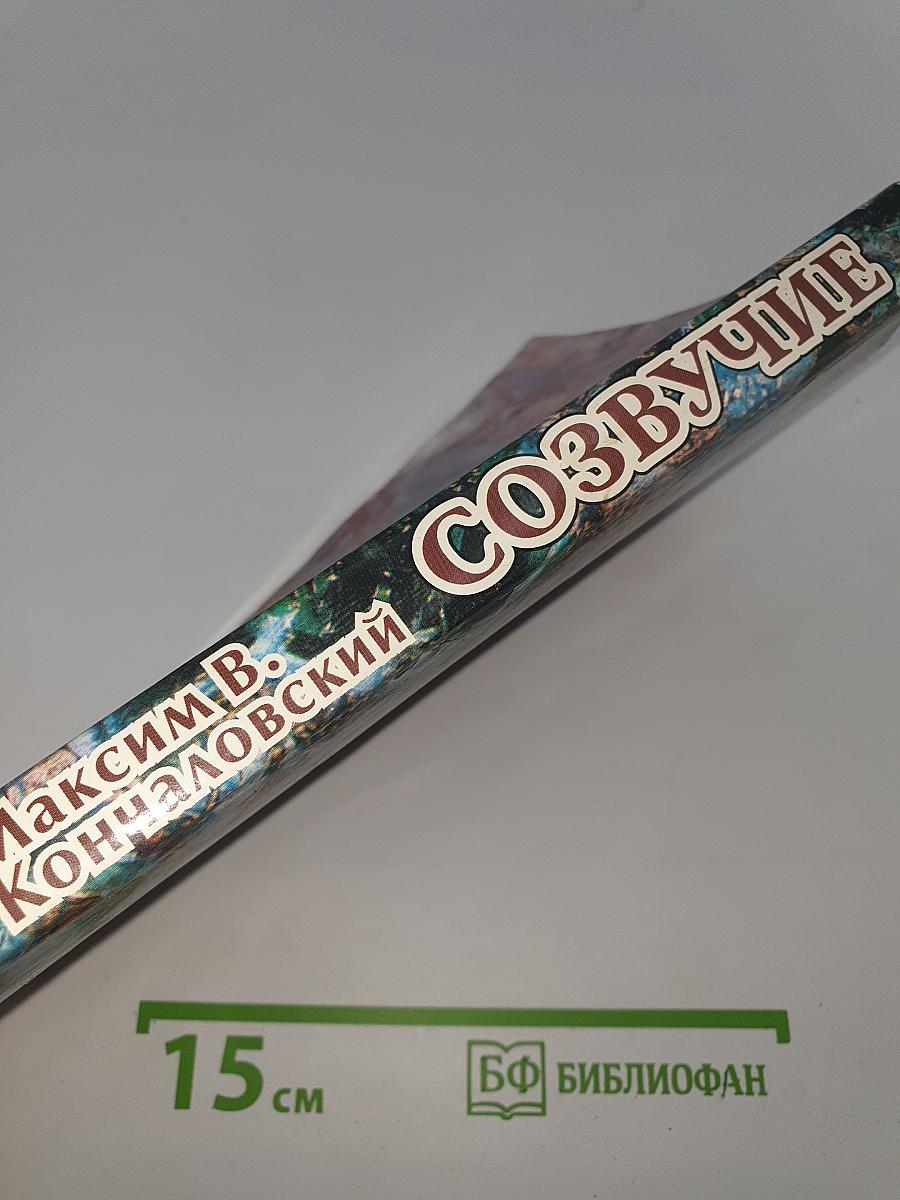 Максим В.
Кончаловский
СОЗВУЧИЕ
15 см
БФ БИБЛИОФАН